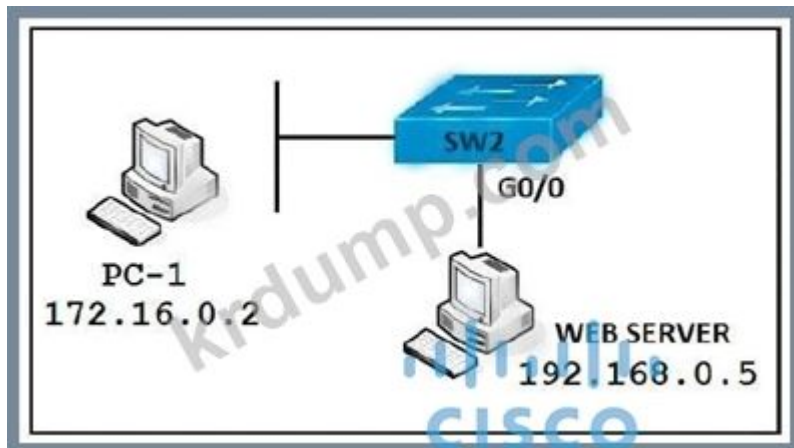 SW2
G0/0
PC-1
172.16.0.2
WEB SERVER
192.168.0.5
krdump.com
CISCO